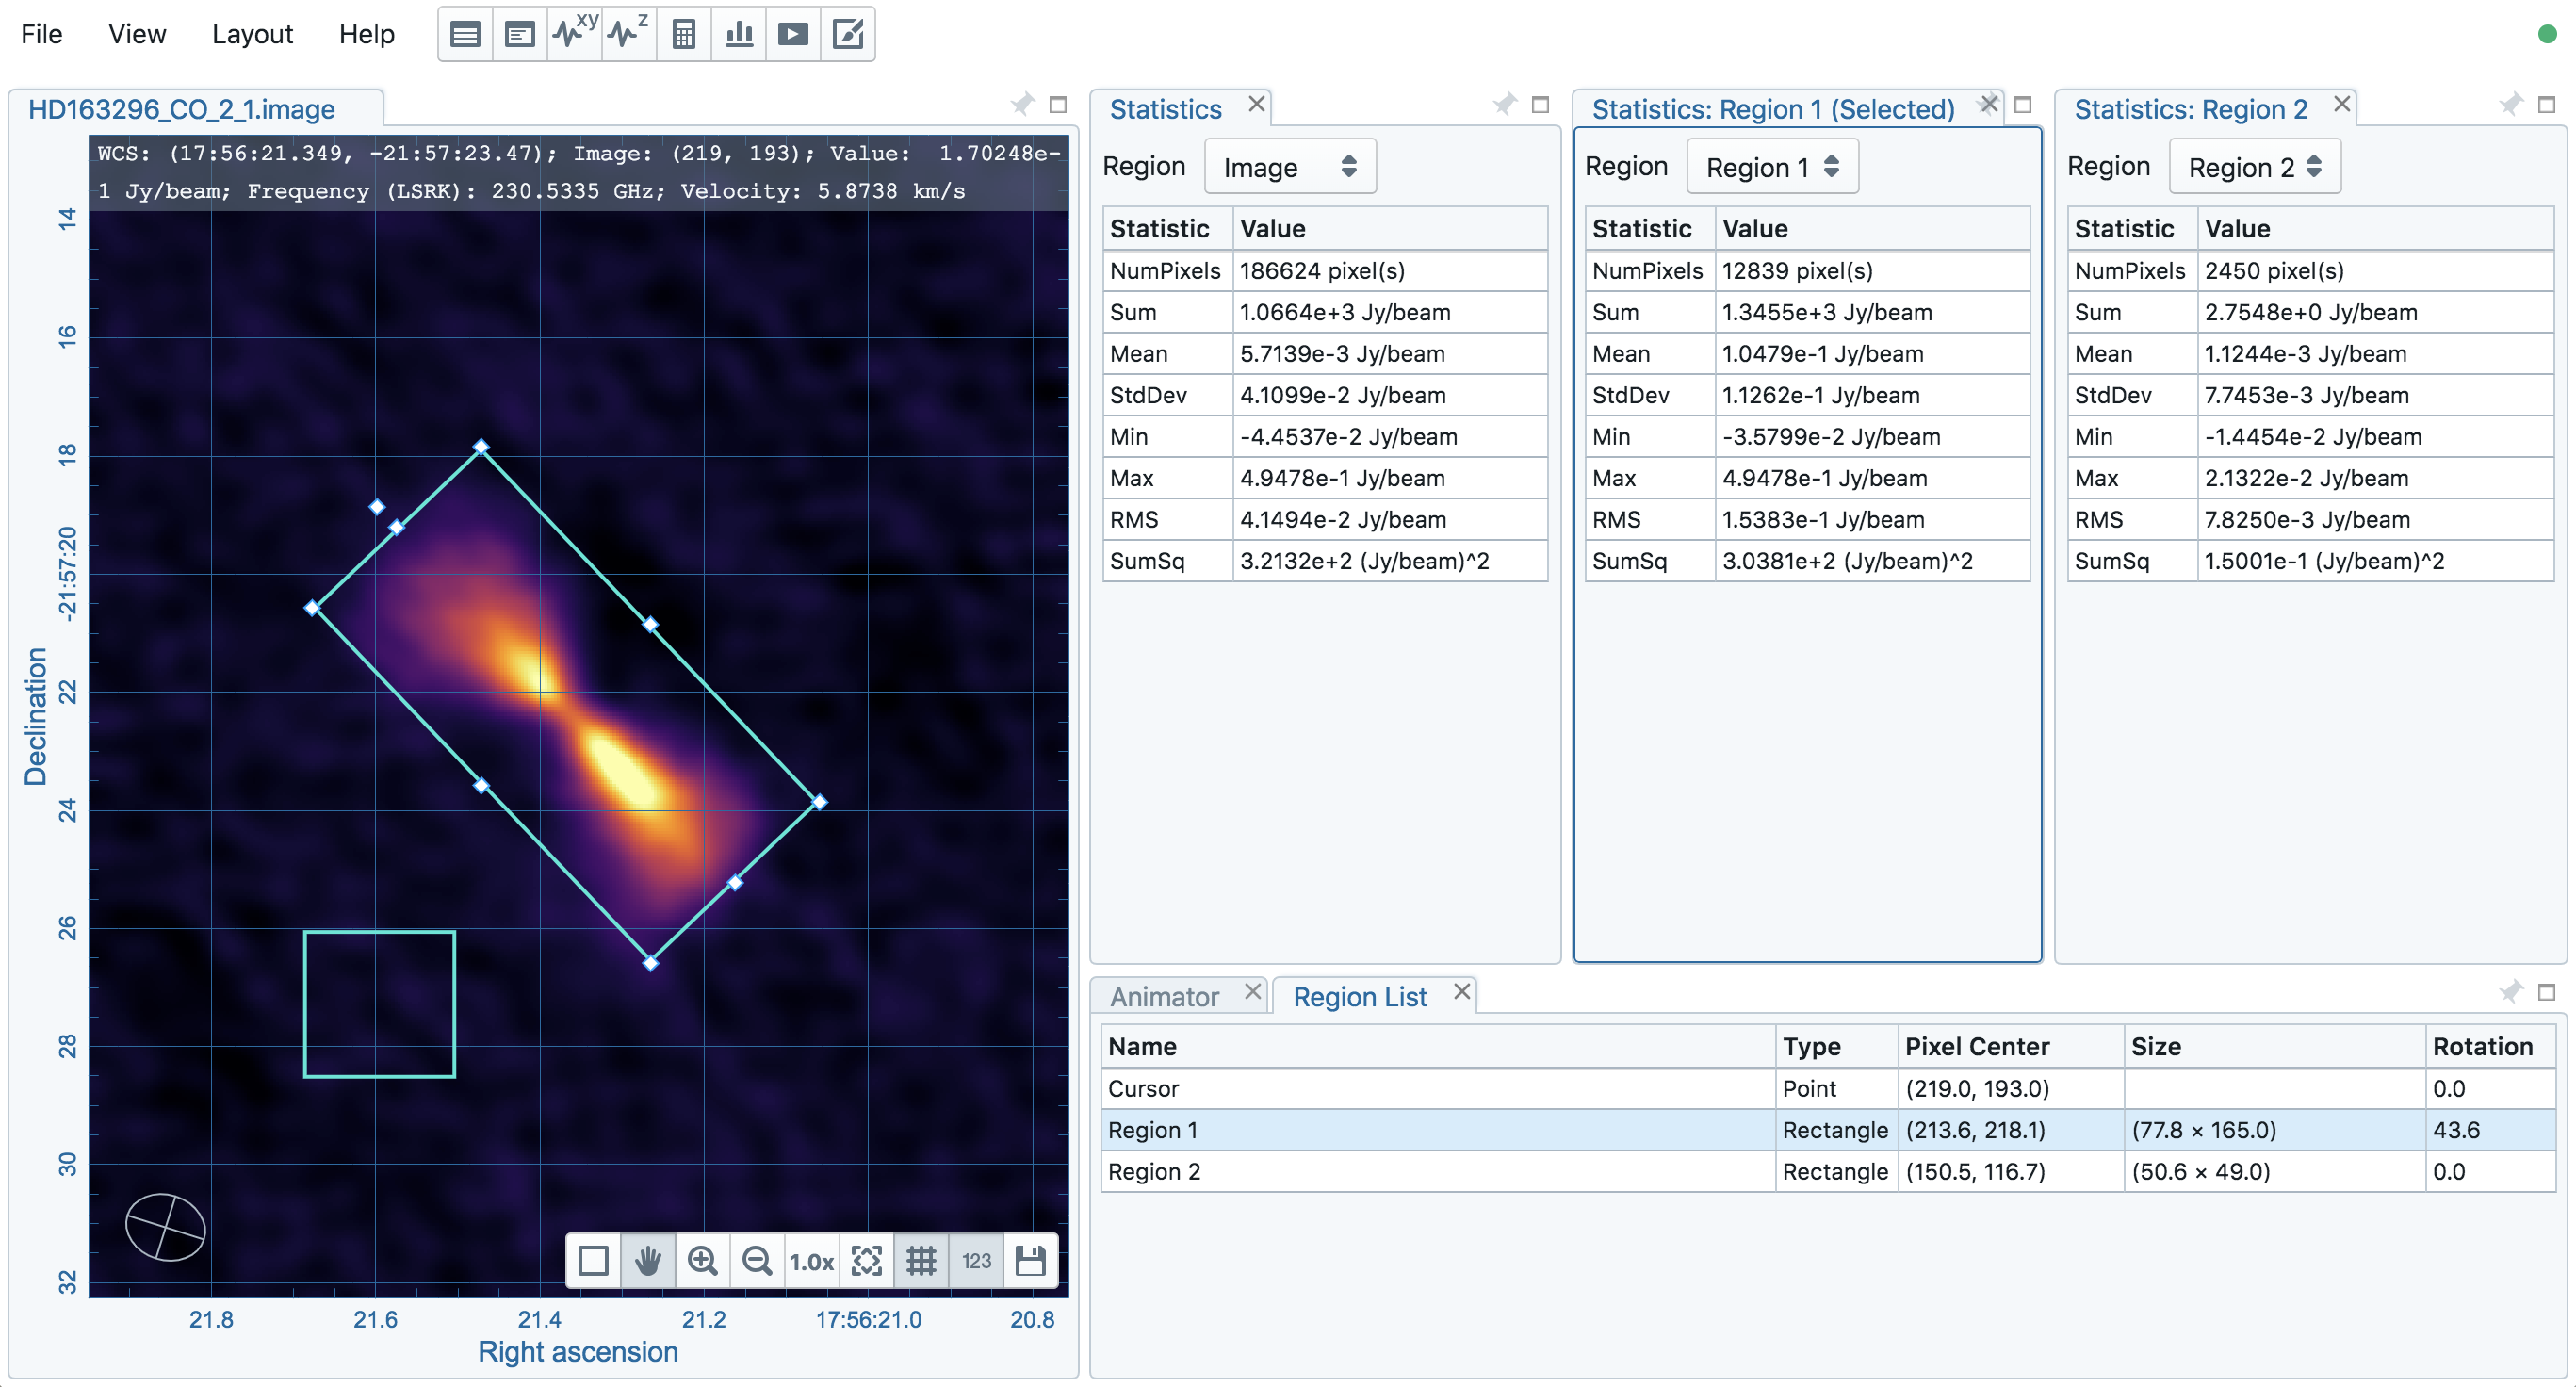 File View Layout Help xy z
HD163296_CO_2_1.image
WCS: (17:56:21.349, -21:57:23.47); Image: (219, 193); Value: 1.70248e-
1 Jy/beam; Frequency (LSRK): 230.5335 GHz; Velocity: 5.8738 km/s
14
16
18
-21:57:20
22
24
26
28
30
32
Declination
1.0x 123
21.8 21.6 21.4 21.2 17:56:21.0 20.8
Right ascension
Statistics
Region Image
Statistic Value
NumPixels 186624 pixel(s)
Sum 1.0664e+3 Jy/beam
Mean 5.7139e-3 Jy/beam
StdDev 4.1099e-2 Jy/beam
Min -4.4537e-2 Jy/beam
Max 4.9478e-1 Jy/beam
RMS 4.1494e-2 Jy/beam
SumSq 3.2132e+2 (Jy/beam)^2
Statistics: Region 1 (Selected)
Region Region 1
Statistic Value
NumPixels 12839 pixel(s)
Sum 1.3455e+3 Jy/beam
Mean 1.0479e-1 Jy/beam
StdDev 1.1262e-1 Jy/beam
Min -3.5799e-2 Jy/beam
Max 4.9478e-1 Jy/beam
RMS 1.5383e-1 Jy/beam
SumSq 3.0381e+2 (Jy/beam)^2
Statistics: Region 2
Region Region 2
Statistic Value
NumPixels 2450 pixel(s)
Sum 2.7548e+0 Jy/beam
Mean 1.1244e-3 Jy/beam
StdDev 7.7453e-3 Jy/beam
Min -1.4454e-2 Jy/beam
Max 2.1322e-2 Jy/beam
RMS 7.8250e-3 Jy/beam
SumSq 1.5001e-1 (Jy/beam)^2
Animator Region List
Name Type Pixel Center Size Rotation
Cursor Point (219.0, 193.0) 0.0
Region 1 Rectangle (213.6, 218.1) (77.8 × 165.0) 43.6
Region 2 Rectangle (150.5, 116.7) (50.6 × 49.0) 0.0